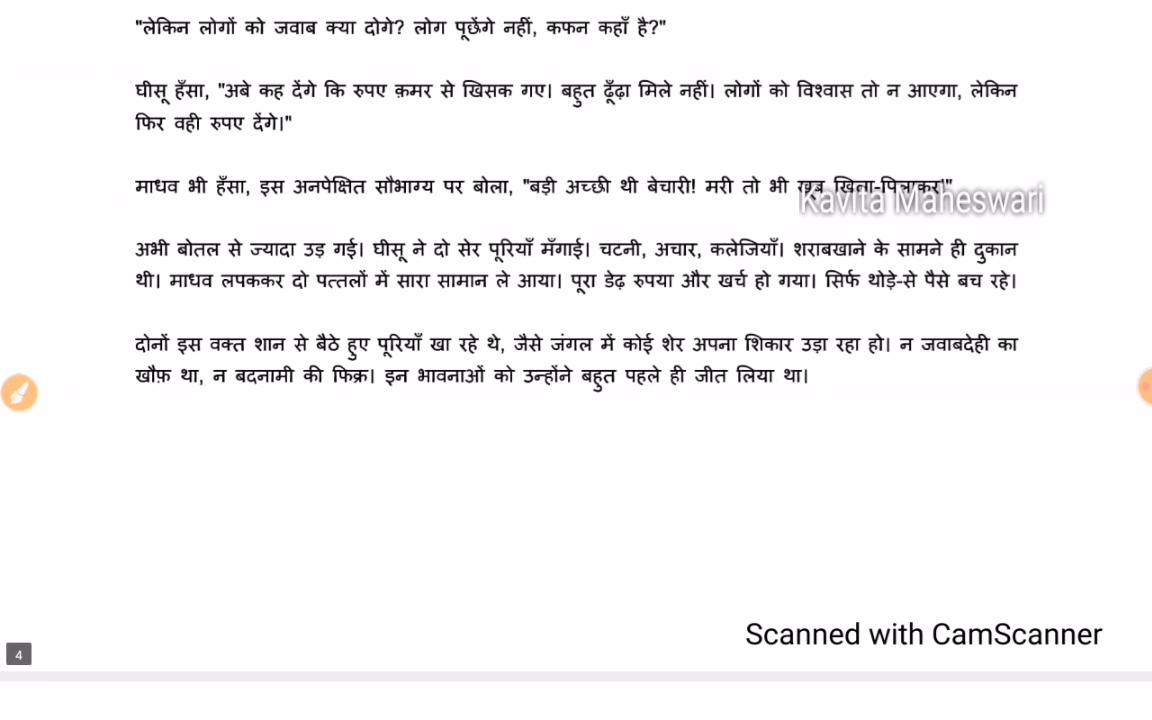 "लेकिन लोगों को जवाब क्या दोगे? लोग पूछेंगे नहीं, कफन कहाँ है?"
घीसू हँसा, "अबे कह देंगे कि रुपए क़मर से खिसक गए। बहुत ढूँढ़ा मिले नहीं। लोगों को विश्वास तो न आएगा, लेकिन
फिर वही रुपए देंगे।"
माधव भी हँसा, इस अनपेक्षित सौभाग्य पर बोला, "बड़ी अच्छी थी बेचारी! मरी तो भी खूब खिला-पिलाकर!"
Kavita Maheswari
अभी बोतल से ज्यादा उड़ गई। घीसू ने दो सेर पूरियाँ मँगाई। चटनी, अचार, कलेजियाँ। शराबखाने के सामने ही दुकान
थी। माधव लपककर दो पत्तलों में सारा सामान ले आया। पूरा डेढ़ रुपया और खर्च हो गया। सिर्फ थोड़े-से पैसे बच रहे।
दोनों इस वक्त शान से बैठे हुए पूरियाँ खा रहे थे, जैसे जंगल में कोई शेर अपना शिकार उड़ा रहा हो। न जवाबदेही का
खौफ़ था, न बदनामी की फिक्र। इन भावनाओं को उन्होंने बहुत पहले ही जीत लिया था।
Scanned with CamScanner
4